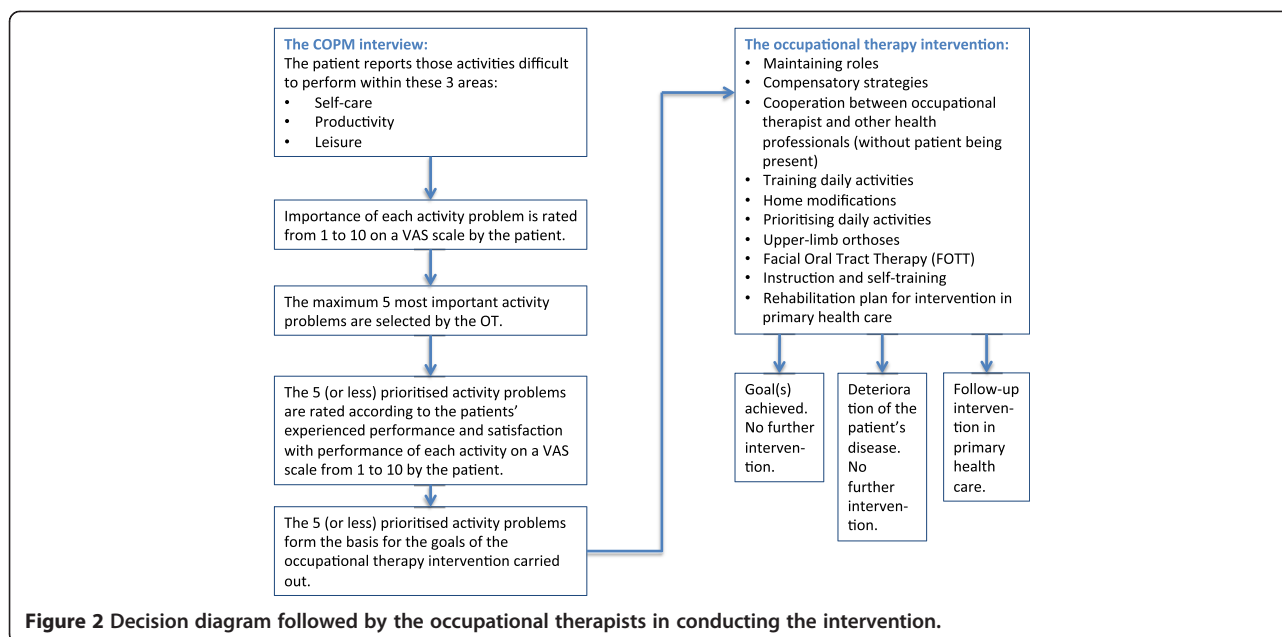 The COPM interview:
The patient reports those activities difficult
to perform within these 3 areas:
• Self-care
• Productivity
• Leisure
Importance of each activity problem is rated
from 1 to 10 on a VAS scale by the patient.
The maximum 5 most important activity
problems are selected by the OT.
The 5 (or less) prioritised activity problems
are rated according to the patients’
experienced performance and satisfaction
with performance of each activity on a VAS
scale from 1 to 10 by the patient.
The 5 (or less) prioritised activity problems
form the basis for the goals of the
occupational therapy intervention carried
out.
The occupational therapy intervention:
• Maintaining roles
• Compensatory strategies
• Cooperation between occupational
therapist and other health
professionals (without patient being
present)
• Training daily activities
• Home modifications
• Prioritising daily activities
• Upper-limb orthoses
• Facial Oral Tract Therapy (FOTT)
• Instruction and self-training
• Rehabilitation plan for intervention in
primary health care
Goal(s)
achieved.
No further
interven-
tion.
Deteriora
tion of the
patient’s
disease.
No
further
interven-
tion.
Follow-up
interven-
tion in
primary
health
care.
Figure 2 Decision diagram followed by the occupational therapists in conducting the intervention.